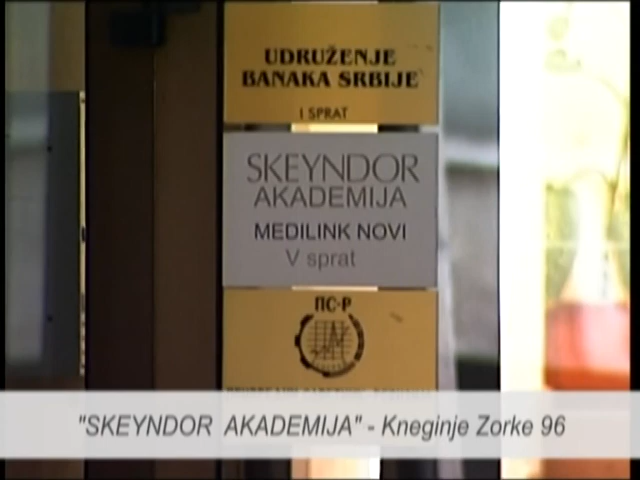 UDRUŽENJE
BANAKA SRBIJE
I SPRAT
SKEYNDOR
AKADEMIJA
MEDILINK NOVI
V sprat
ПС-Р
"SKEYNDOR AKADEMIJA" - Kneginje Zorke 96